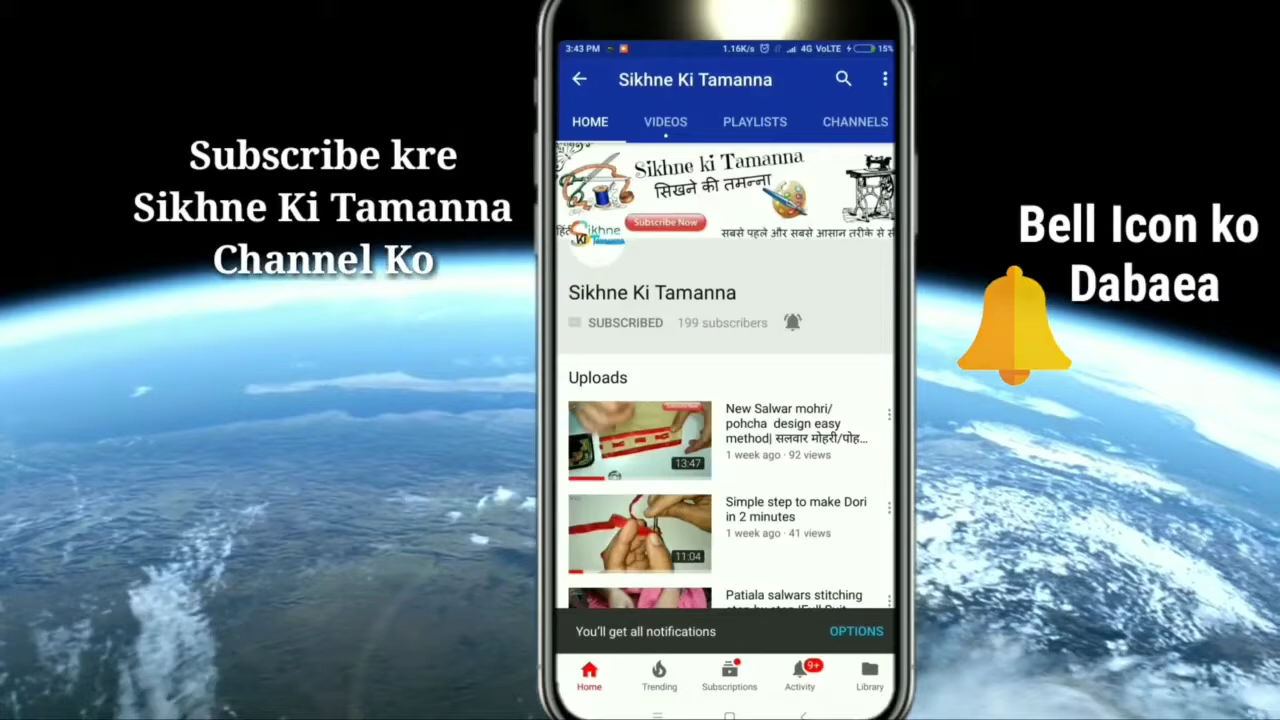 Subscribe kre
Sikhne Ki Tamanna
Channel Ko
3:43 PM
1.16K/s 4G VoLTE 15%
Sikhne Ki Tamanna
HOME VIDEOS PLAYLISTS CHANNELS
Sikhne ki Tamanna
सिखने की तमन्ना
Subscribe Now
सबसे पहले और सबसे आसान तरीके से
Sikhne
Ki Tamanna
Sikhne Ki Tamanna
SUBSCRIBED 199 subscribers
Uploads
New Salwar mohri/
pohcha design easy
method| सलवार मोहरी/पोह...
1 week ago · 92 views
13:47
Simple step to make Dori
in 2 minutes
1 week ago · 41 views
11:04
Patiala salwars stitching
You'll get all notifications OPTIONS
9+
Home Trending Subscriptions Activity Library
Bell Icon ko
Dabaea